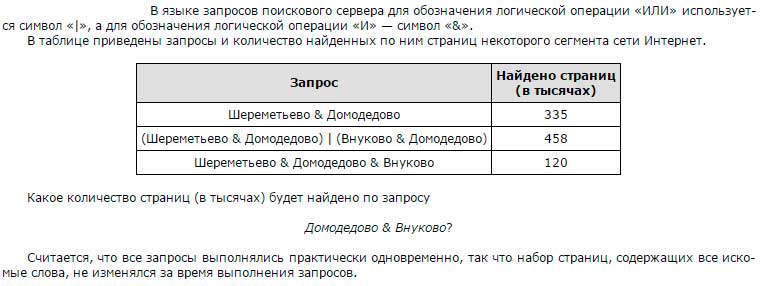 В языке запросов поискового сервера для обозначения логической операции «ИЛИ» используется символ «|», а для обозначения логической операции «И» — символ «&».
В таблице приведены запросы и количество найденных по ним страниц некоторого сегмента сети Интернет.
Запрос Найдено страниц
(в тысячах)
Шереметьево & Домодедово 335
(Шереметьево & Домодедово) | (Внуково & Домодедово) 458
Шереметьево & Домодедово & Внуково 120
Какое количество страниц (в тысячах) будет найдено по запросу
Домодедово & Внуково?
Считается, что все запросы выполнялись практически одновременно, так что набор страниц, содержащих все искомые слова, не изменялся за время выполнения запросов.